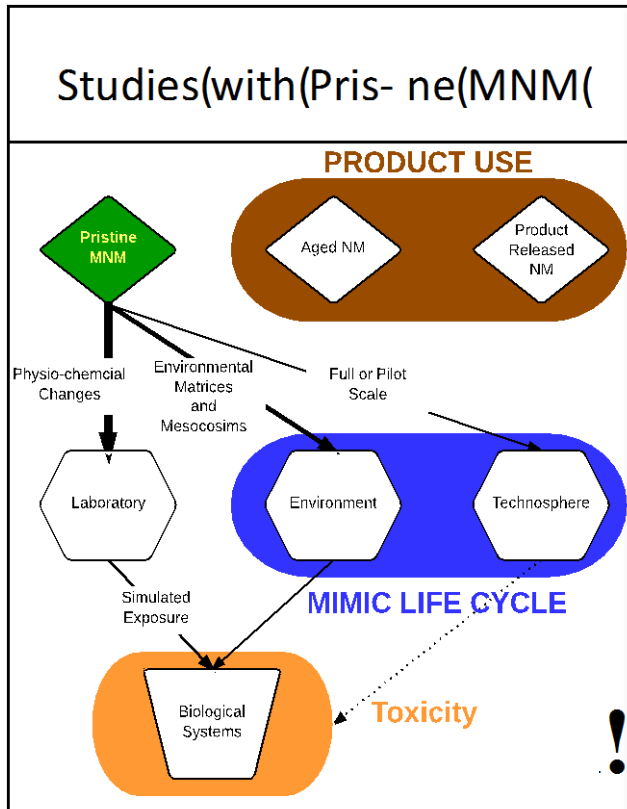 Studies(with(Pris- ne(MNM(
PRODUCT USE
Pristine
MNM
Aged NM
Product
Released
NM
Physio-chemcial
Changes
Environmental
Matrices
and
Mesocosims
Full or Pilot
Scale
Laboratory
Environment
Technosphere
Simulated
Exposure
MIMIC LIFE CYCLE
Biological
Systems
Toxicity
!